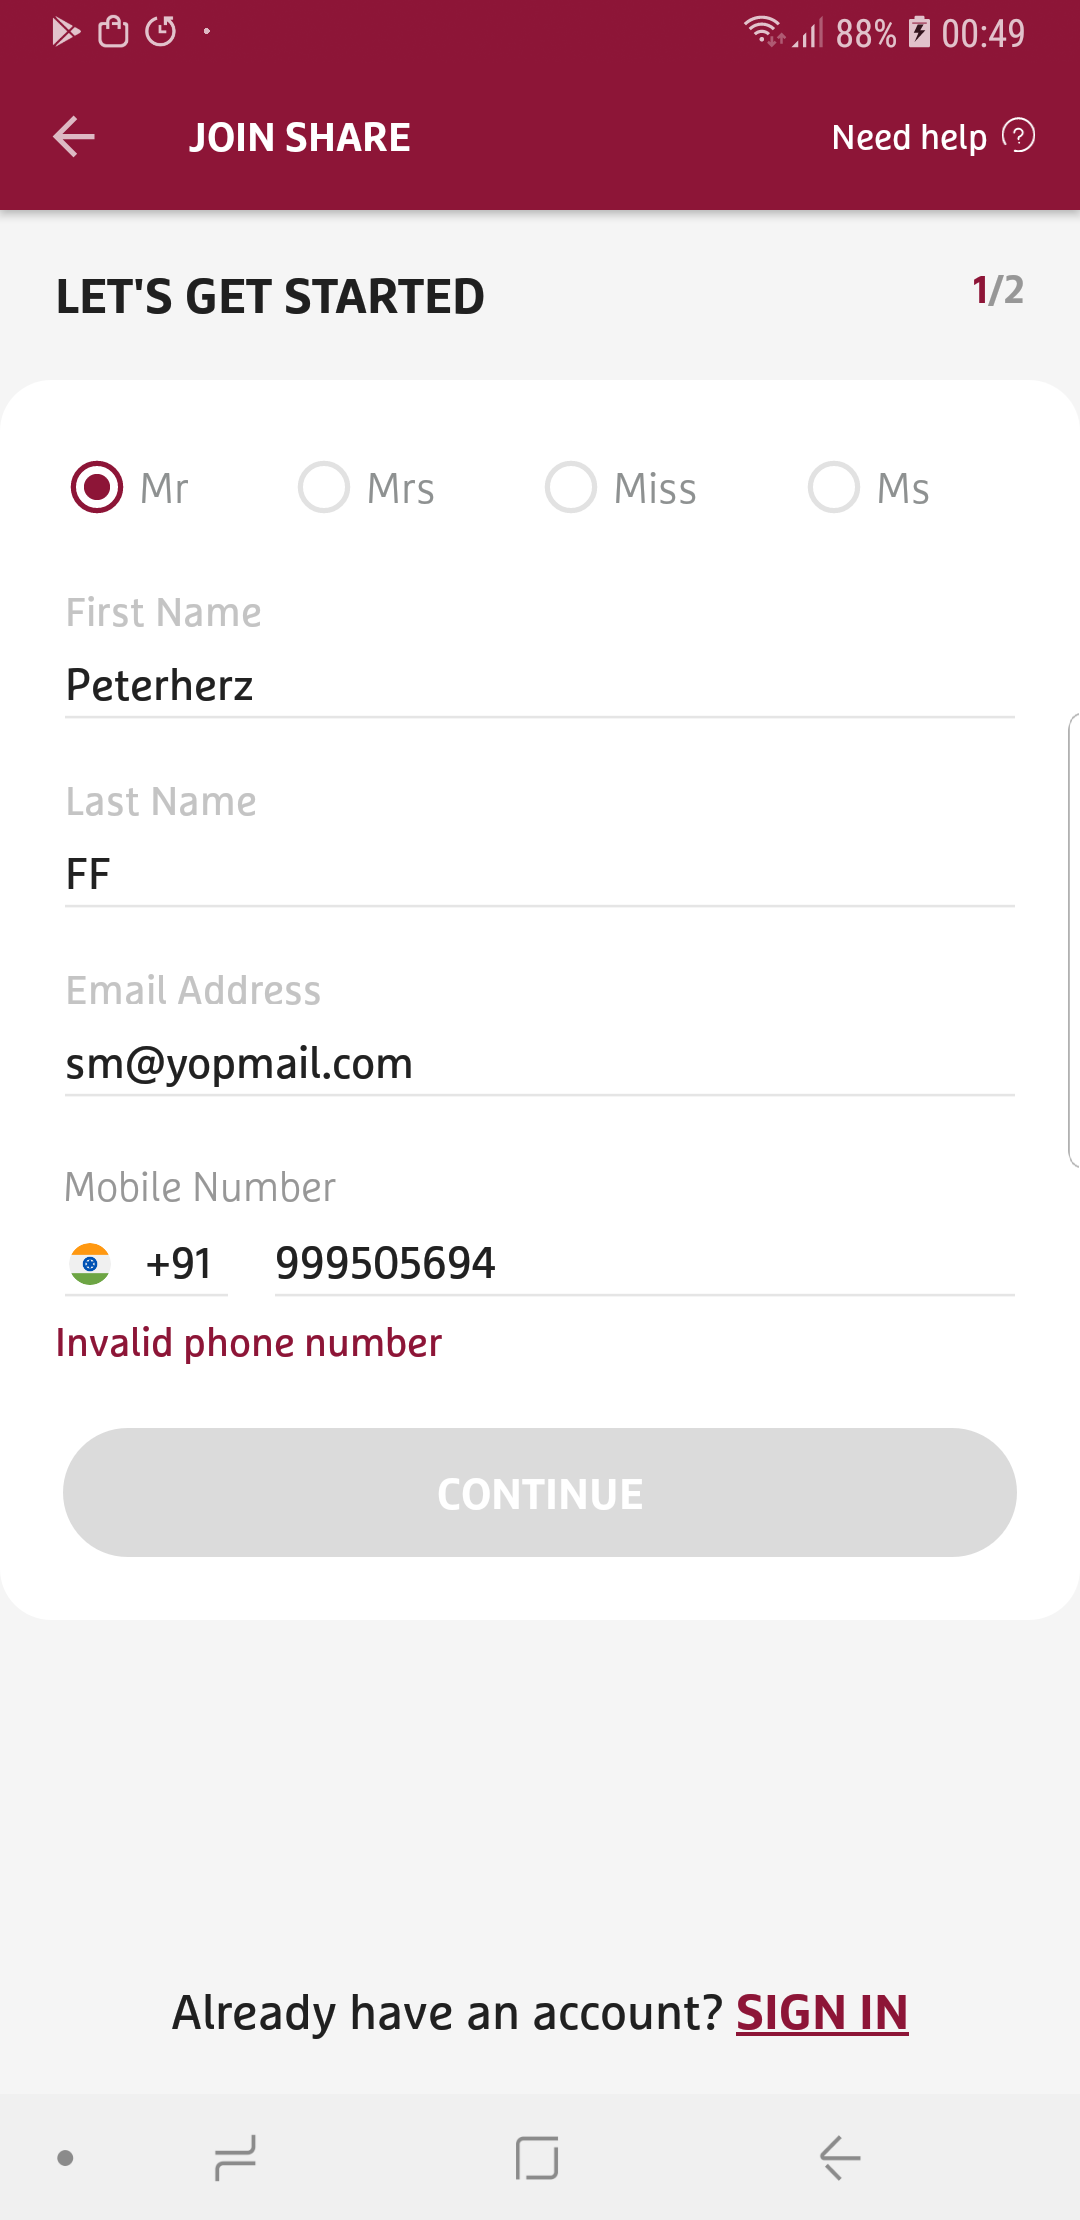 88% 00:49
JOIN SHARE Need help ?
LET'S GET STARTED 1/2
Mr Mrs Miss Ms
First Name
Peterherz
Last Name
FF
Email Address
sm@yopmail.com
Mobile Number
+91 999505694
Invalid phone number
CONTINUE
Already have an account? SIGN IN